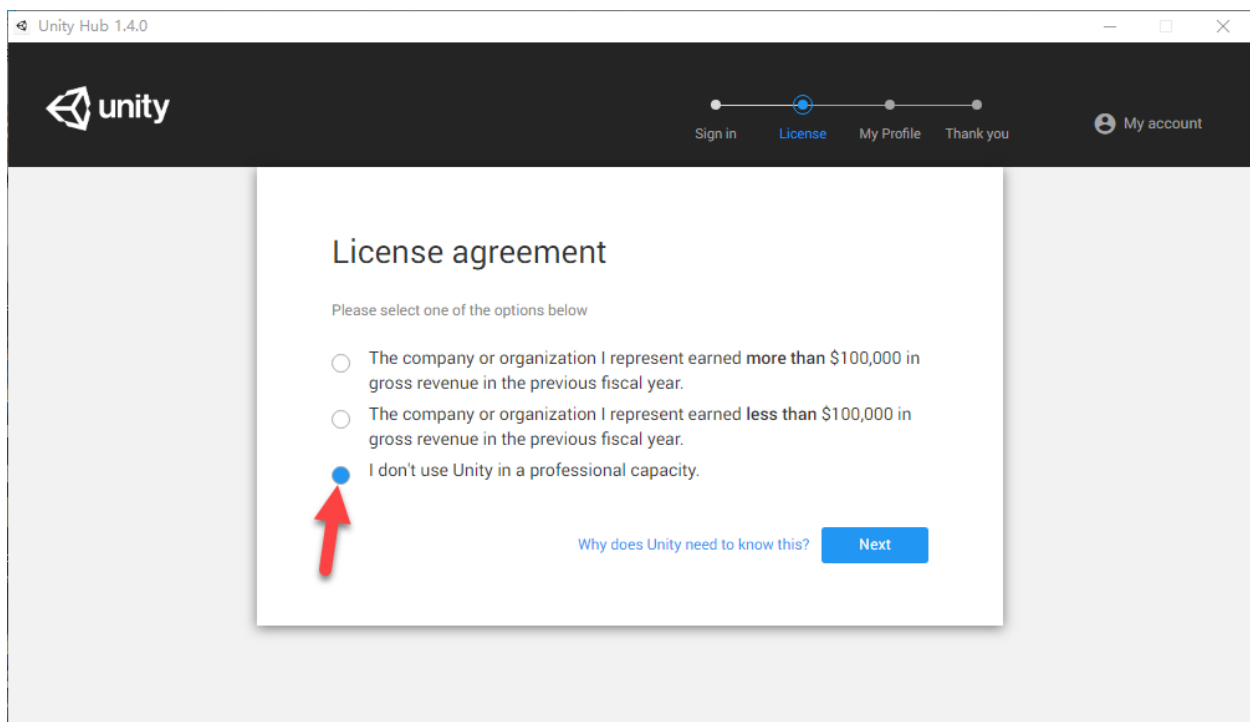 Unity Hub 1.4.0
unity
Sign in
License
My Profile
Thank you
My account
License agreement
Please select one of the options below
The company or organization I represent earned more than $100,000 in
gross revenue in the previous fiscal year.
The company or organization I represent earned less than $100,000 in
gross revenue in the previous fiscal year.
I don't use Unity in a professional capacity.
Why does Unity need to know this?
Next